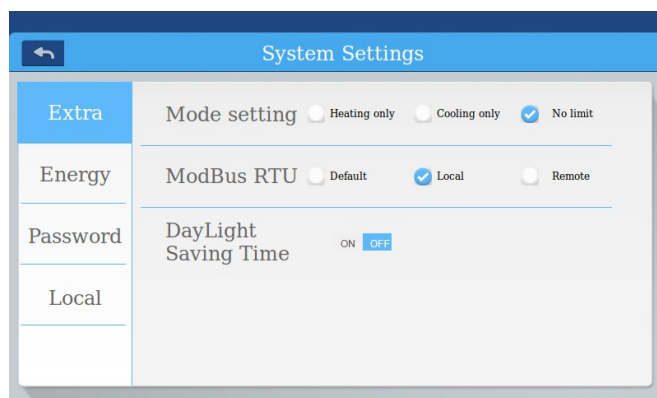 System Settings
Extra
Energy
Password
Local
Mode setting Heating only Cooling only No limit
ModBus RTU Default Local Remote
DayLight
Saving Time ON OFF